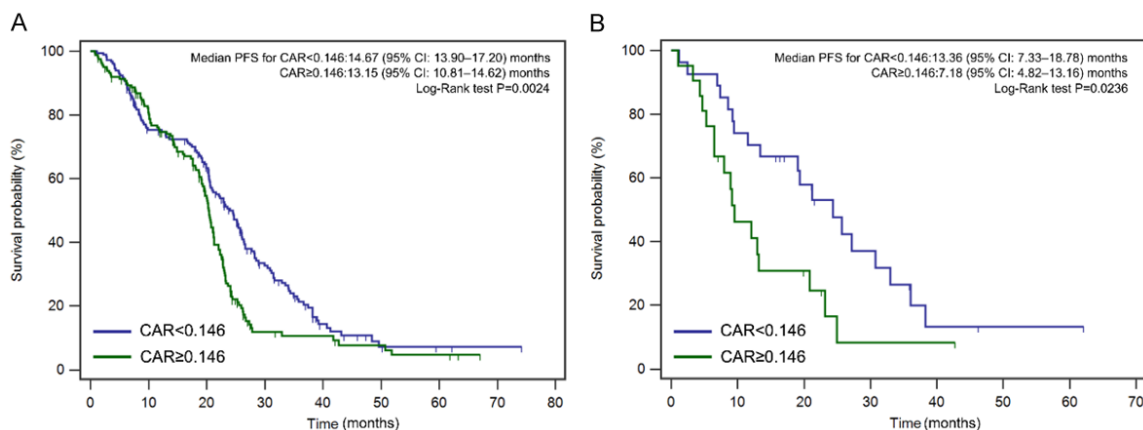 A
Median PFS for CAR<0.146:14.67 (95% CI: 13.90–17.20) months
CAR≥0.146:13.15 (95% CI: 10.81–14.62) months
Log-Rank test P=0.0024
100
80
60
40
20
0
Survival probability (%)
CAR<0.146
CAR≥0.146
0 10 20 30 40 50 60 70 80
Time (months)
B
Median PFS for CAR<0.146:13.36 (95% CI: 7.33–18.78) months
CAR≥0.146:7.18 (95% CI: 4.82–13.16) months
Log-Rank test P=0.0236
100
80
60
40
20
0
Survival probability (%)
CAR<0.146
CAR≥0.146
0 10 20 30 40 50 60 70
Time (months)